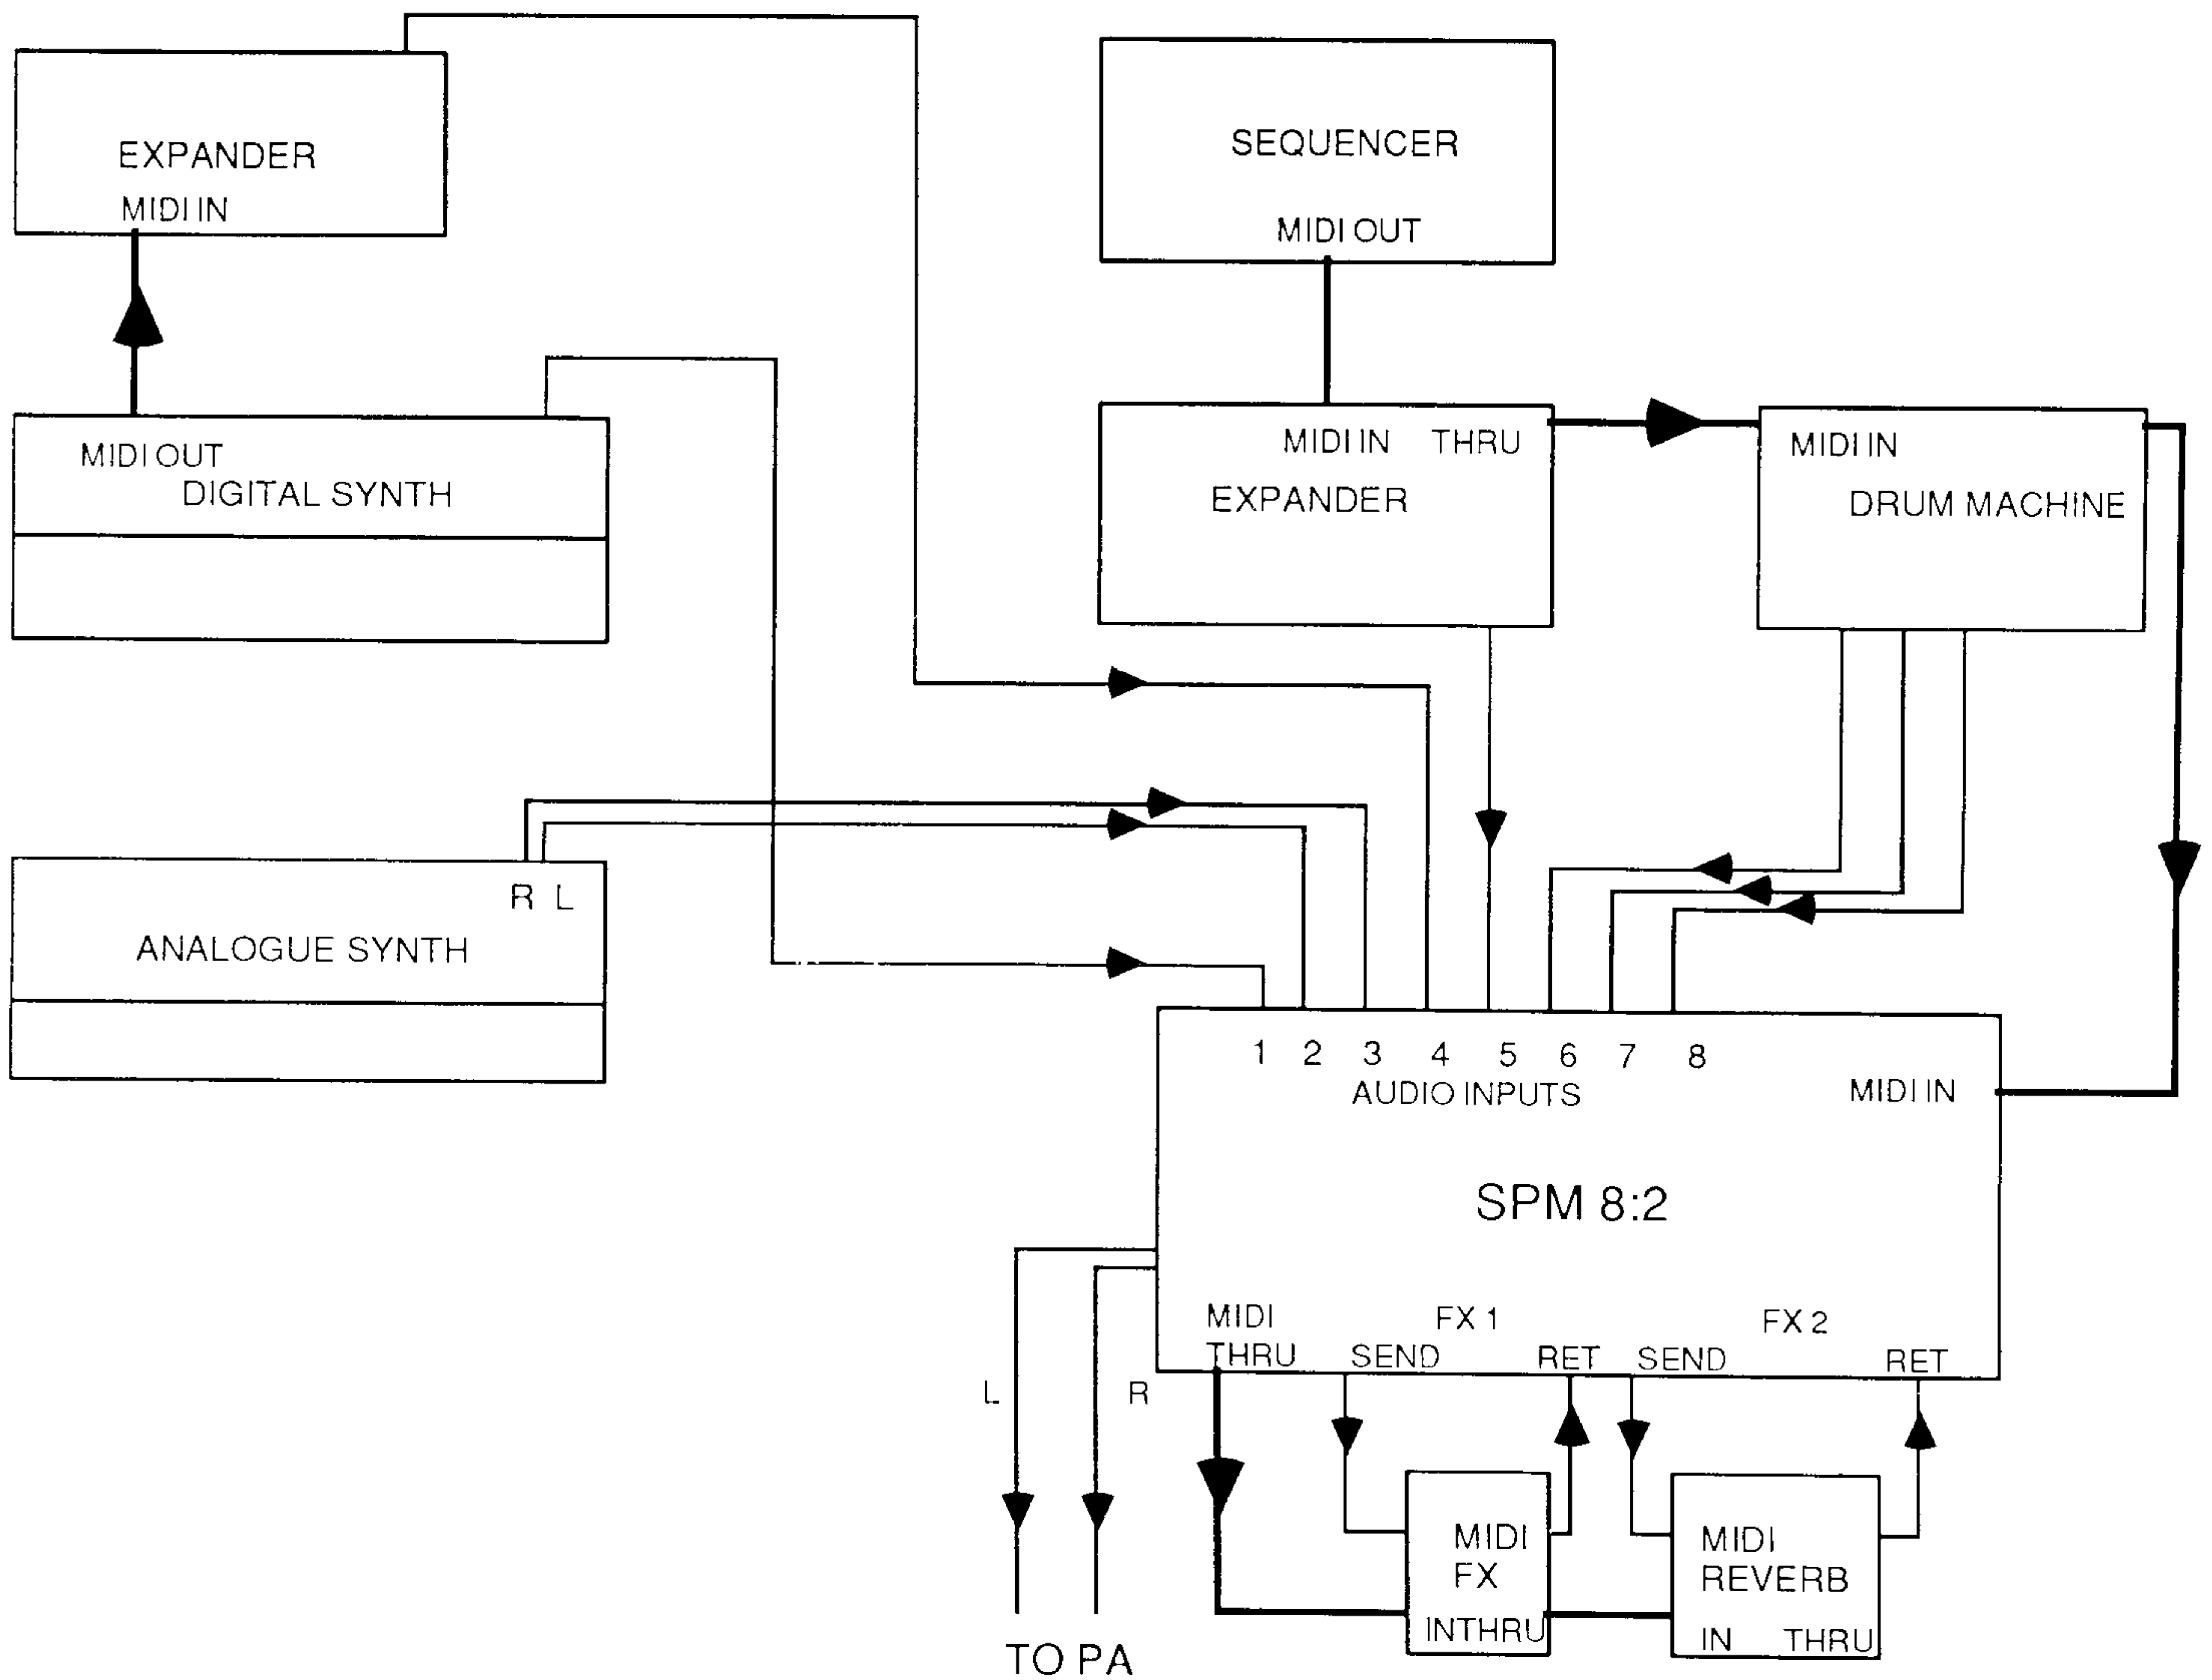 EXPANDER
MIDI IN
SEQUENCER
MIDI OUT
MIDI OUT
DIGITAL SYNTH
MIDI IN THRU
EXPANDER
MIDI IN
DRUM MACHINE
R L
ANALOGUE SYNTH
1 2 3 4 5 6 7 8
AUDIO INPUTS
MIDI IN
SPM 8:2
MIDI
THRU
FX 1
SEND RET
FX 2
SEND RET
L
R
MIDI
FX
INTHRU
MIDI
REVERB
IN THRU
TO PA